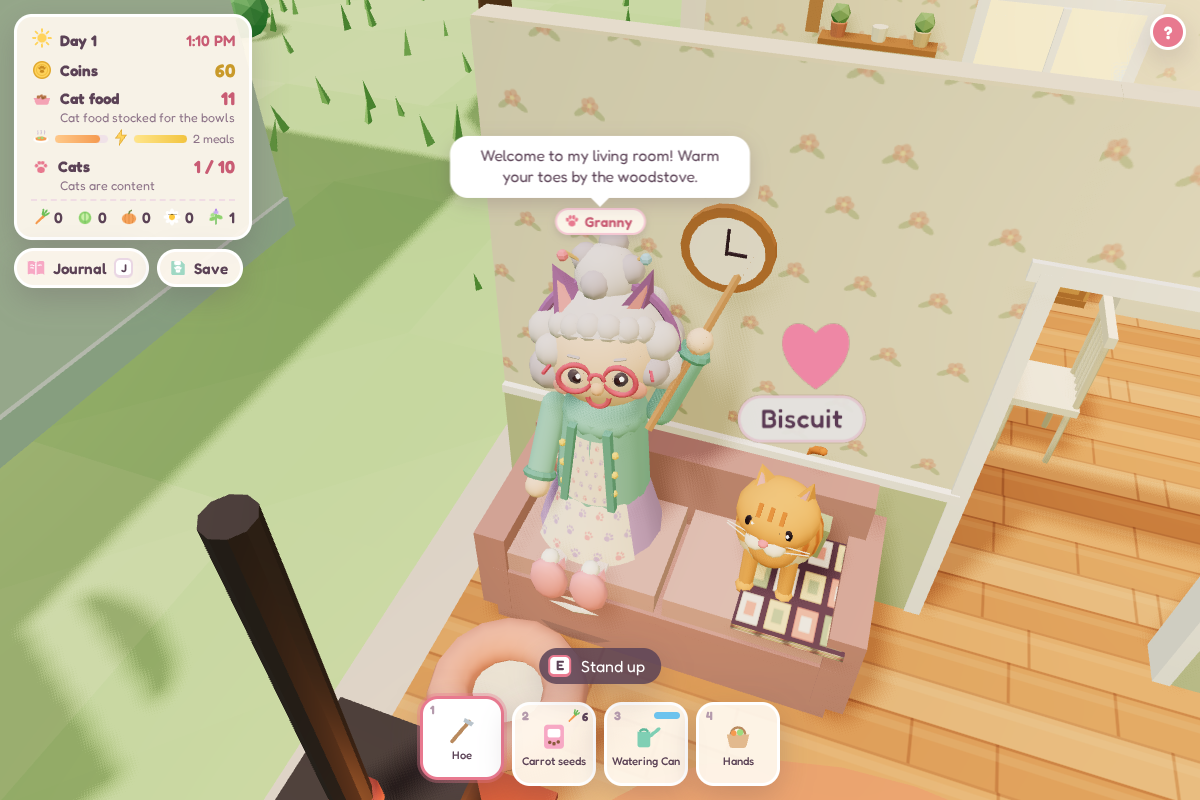 Day 1 1:10 PM
Coins 60
Cat food 11
Cat food stocked for the bowls
2 meals
Cats 1 / 10
Cats are content
0 0 0 0 1
Journal J
Save
?
Welcome to my living room! Warm
your toes by the woodstove.
Granny
Biscuit
E Stand up
1 Hoe
2 6 Carrot seeds
3 Watering Can
4 Hands